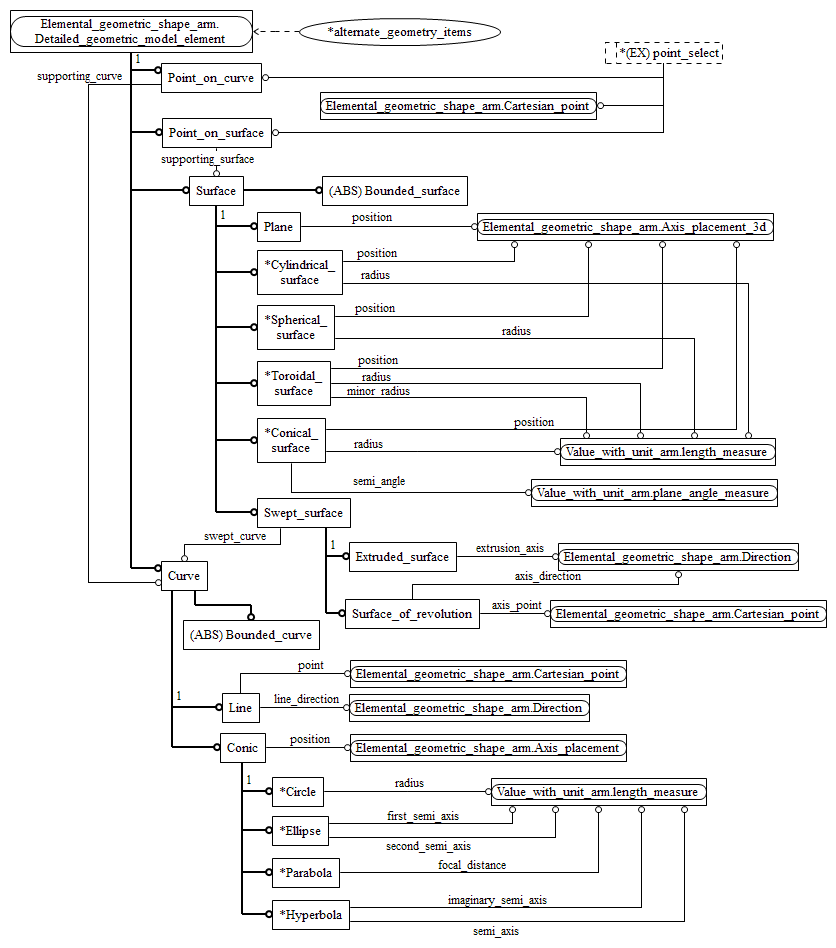 Elemental_geometric_shape_arm.
Detailed_geometric_model_element
*alternate_geometry_items
*(EX) point_select
1
supporting_curve
Point_on_curve
Elemental_geometric_shape_arm.Cartesian_point
Point_on_surface
supporting_surface
Surface
(ABS) Bounded_surface
1
Plane
position
Elemental_geometric_shape_arm.Axis_placement_3d
*Cylindrical_
surface
position
radius
*Spherical_
surface
position
radius
*Toroidal_
surface
position
radius
minor_radius
*Conical_
surface
position
radius
Value_with_unit_arm.length_measure
semi_angle
Value_with_unit_arm.plane_angle_measure
Swept_surface
swept_curve
1
Extruded_surface
extrusion_axis
Elemental_geometric_shape_arm.Direction
Curve
axis_direction
Surface_of_revolution
axis_point
Elemental_geometric_shape_arm.Cartesian_point
(ABS) Bounded_curve
point
Elemental_geometric_shape_arm.Cartesian_point
1
Line
line_direction
Elemental_geometric_shape_arm.Direction
Conic
position
Elemental_geometric_shape_arm.Axis_placement
1
*Circle
radius
Value_with_unit_arm.length_measure
*Ellipse
first_semi_axis
second_semi_axis
*Parabola
focal_distance
*Hyperbola
imaginary_semi_axis
semi_axis